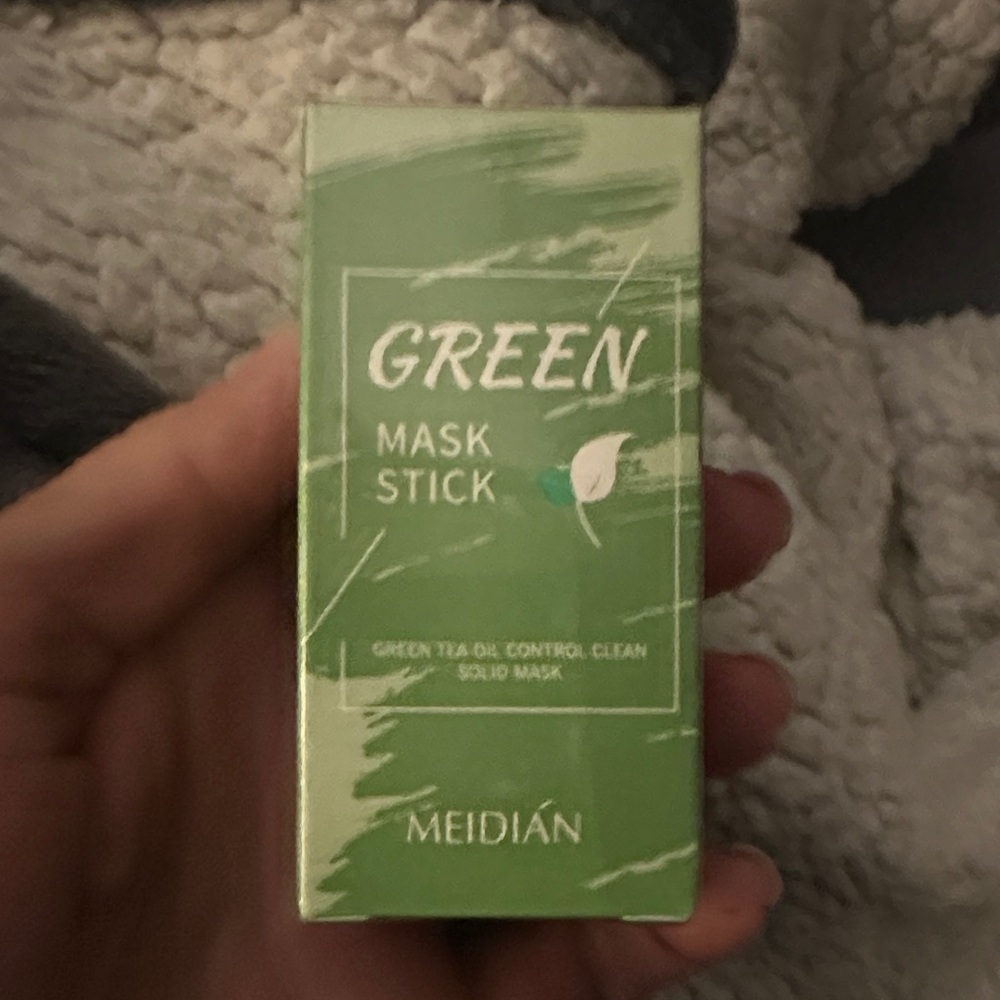 GREEN
MASK
STICK
GREEN TEA OIL CONTROL CLEAN
SOLID MASK
MEIDIÁN